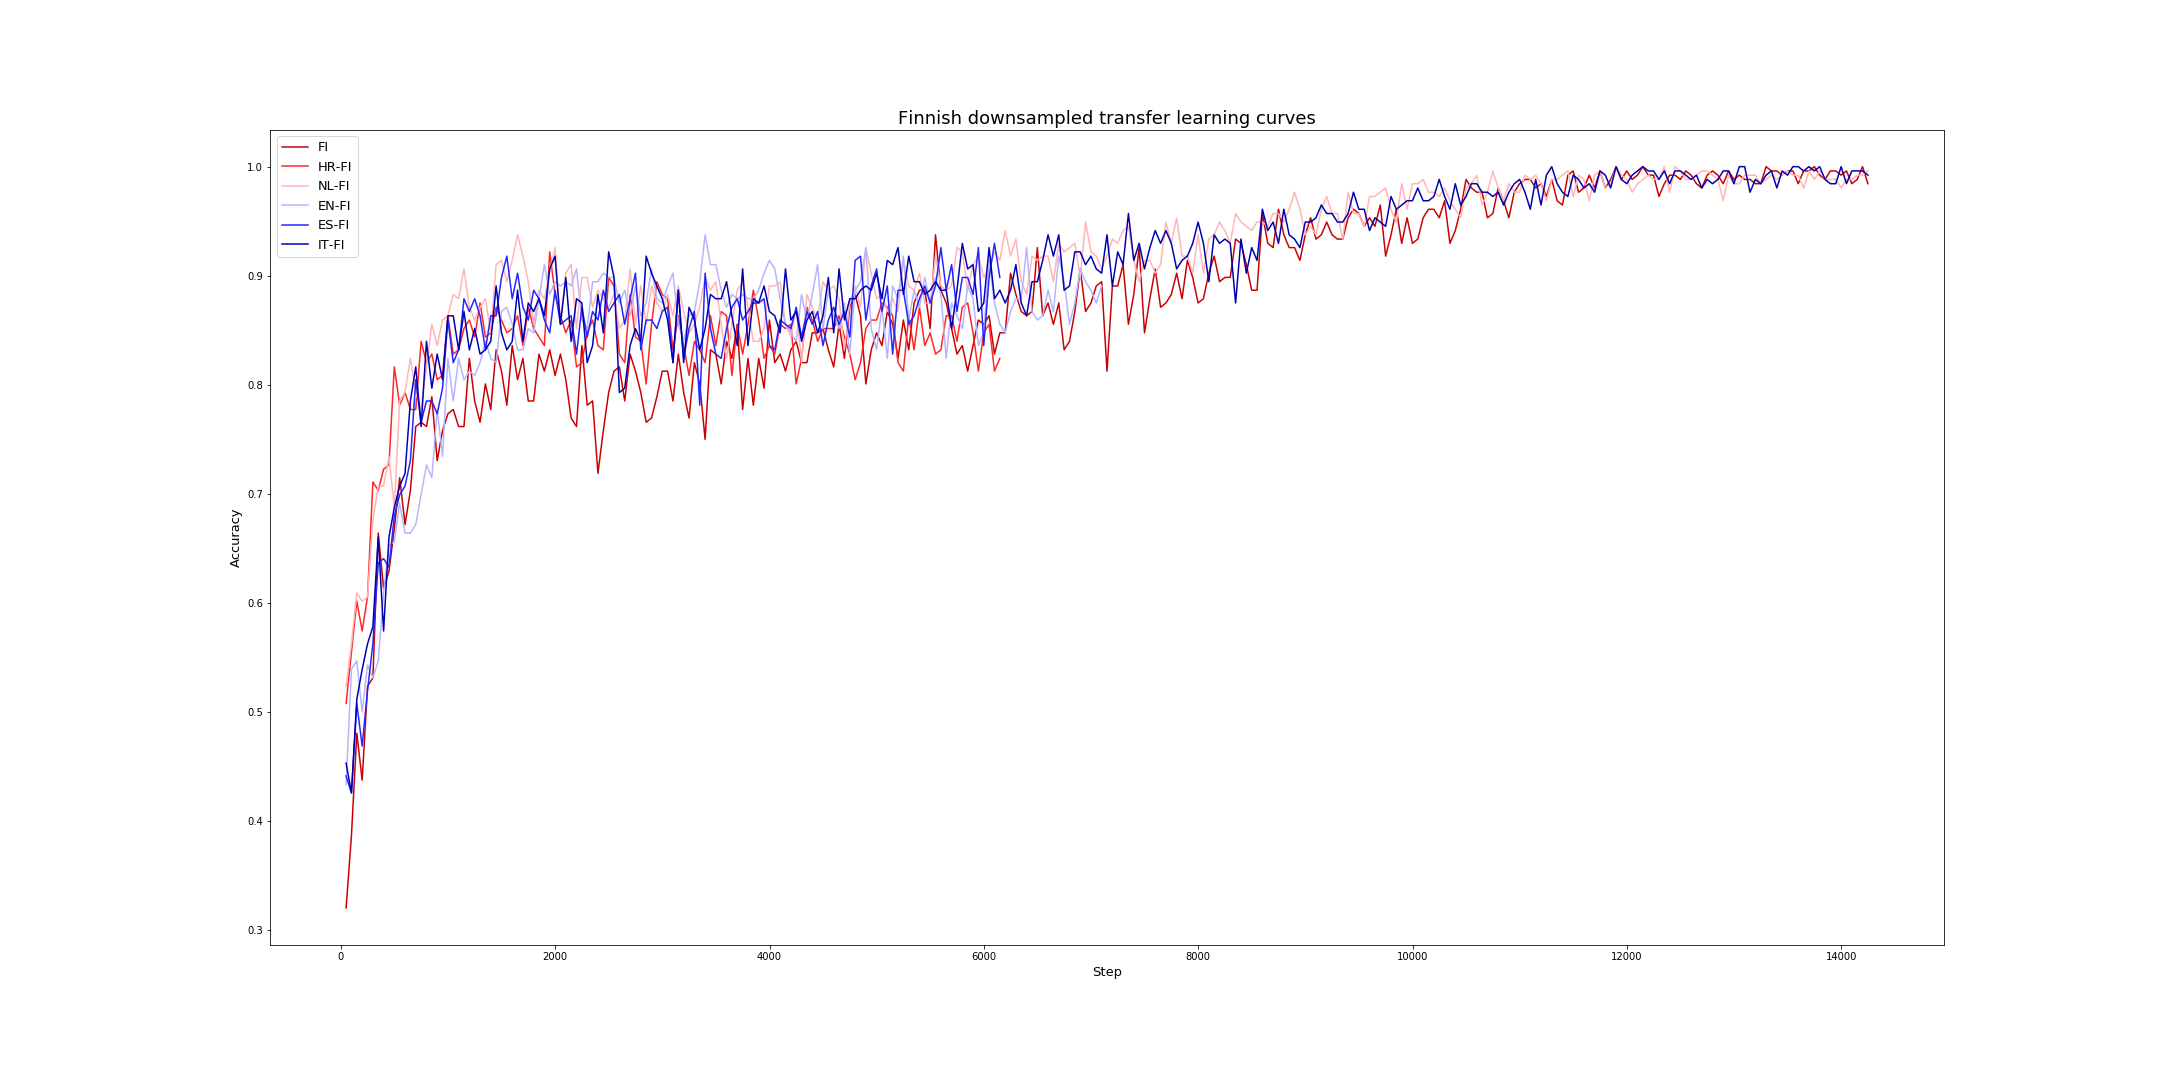 Finnish downsampled transfer learning curves
FI
HR-FI
NL-FI
EN-FI
ES-FI
IT-FI
1.0
0.9
0.8
0.7
0.6
0.5
0.4
0.3
Accuracy
0 2000 4000 6000 8000 10000 12000 14000
Step